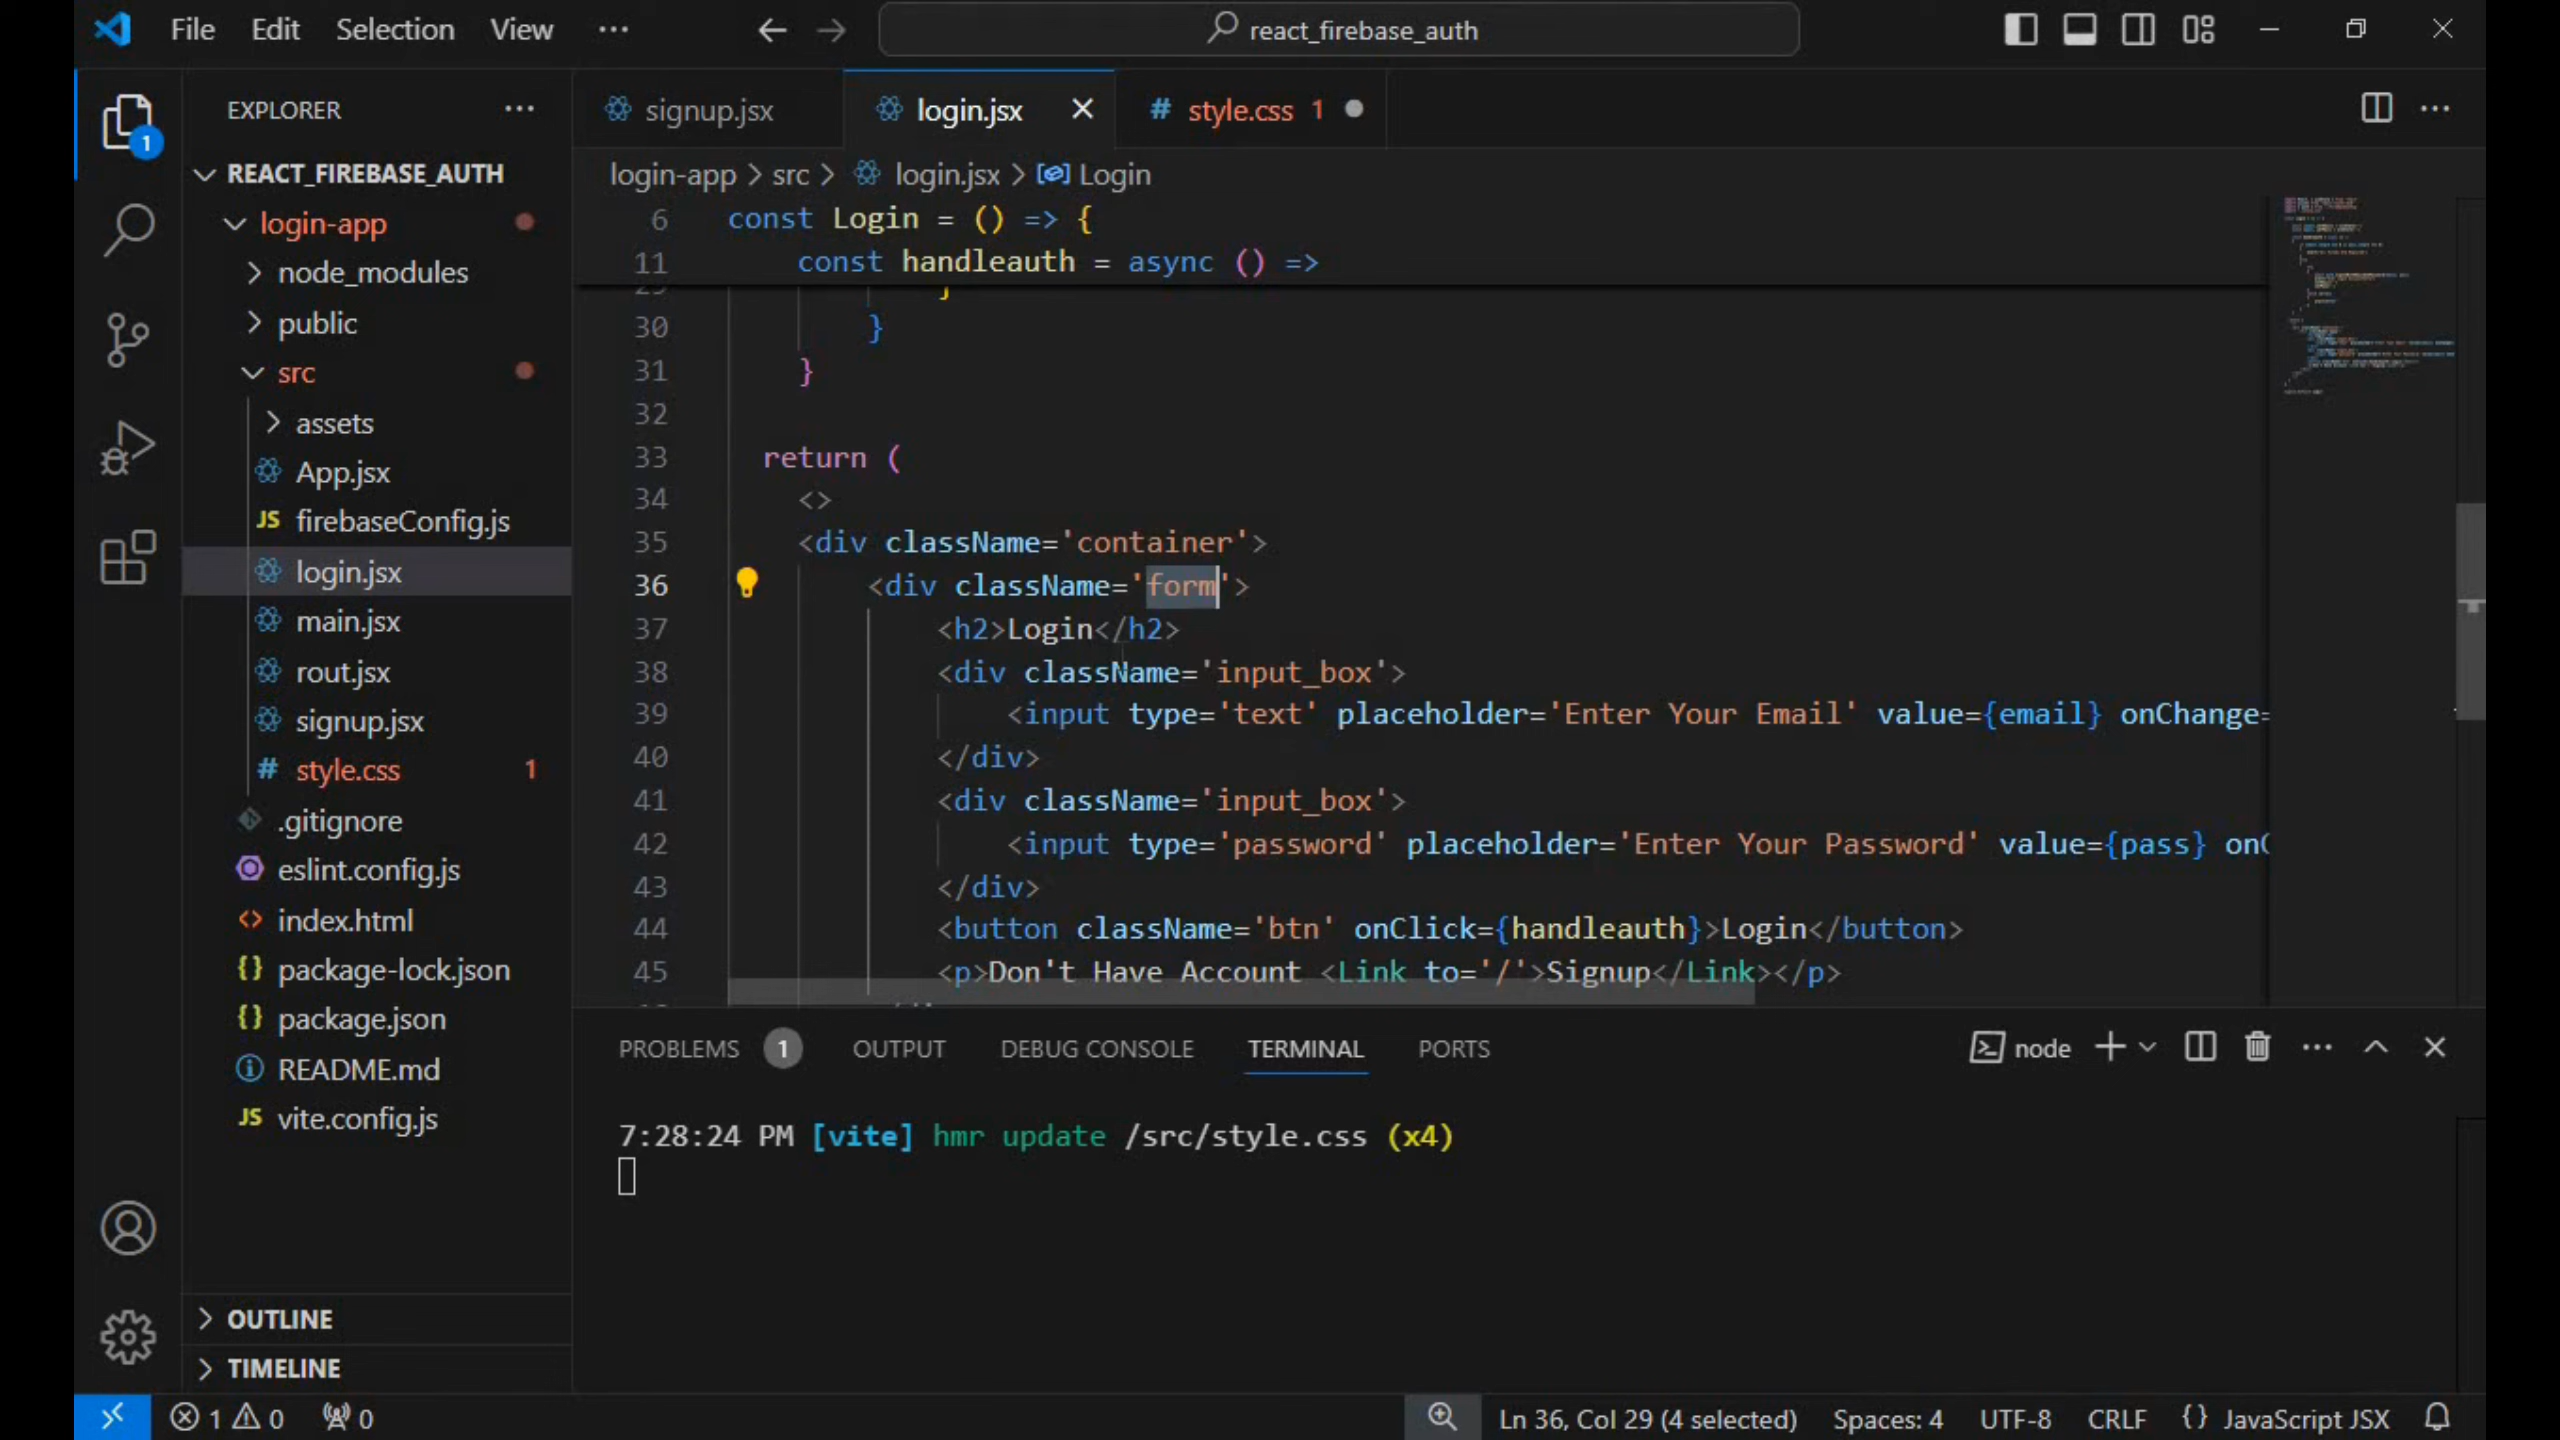 File Edit Selection View ··· react_firebase_auth
EXPLORER
REACT_FIREBASE_AUTH
login-app
node_modules
public
src
assets
App.jsx
JS firebaseConfig.js
login.jsx
main.jsx
rout.jsx
signup.jsx
# style.css 1
.gitignore
eslint.config.js
<> index.html
{} package-lock.json
{} package.json
README.md
JS vite.config.js
OUTLINE
TIMELINE
1
signup.jsx login.jsx # style.css 1
login-app > src > login.jsx > Login
6 const Login = () => {
11 const handleauth = async () =>
30 }
31 }
32
33 return (
34 <>
35 <div className='container'>
36 <div className='form'>
37 <h2>Login</h2>
38 <div className='input_box'>
39 <input type='text' placeholder='Enter Your Email' value={email} onChange=
40 </div>
41 <div className='input_box'>
42 <input type='password' placeholder='Enter Your Password' value={pass} on
43 </div>
44 <button className='btn' onClick={handleauth}>Login</button>
45 <p>Don't Have Account <Link to='/'>Signup</Link></p>
PROBLEMS 1 OUTPUT DEBUG CONSOLE TERMINAL PORTS node
7:28:24 PM [vite] hmr update /src/style.css (x4)
1 0 0 Ln 36, Col 29 (4 selected) Spaces: 4 UTF-8 CRLF {} JavaScript JSX